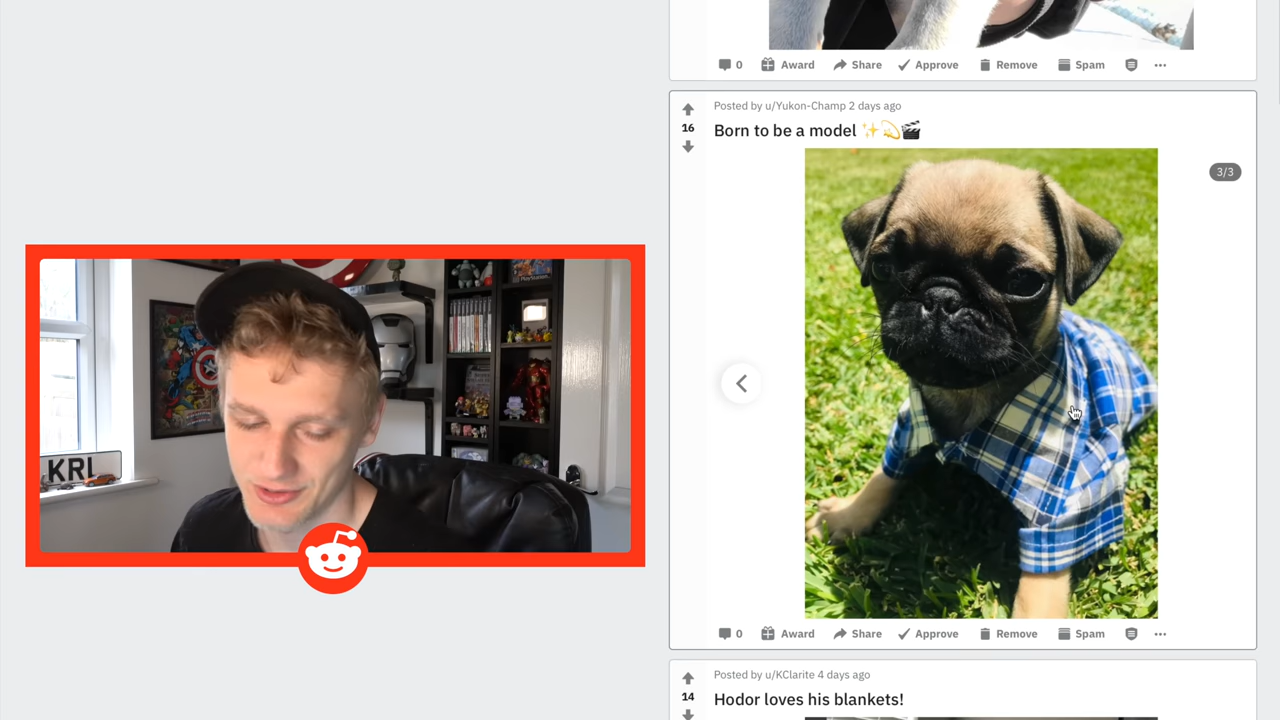 0 Award Share Approve Remove Spam
Posted by u/Yukon-Champ 2 days ago
16
Born to be a model ✨💫🎬
3/3
KRL
0 Award Share Approve Remove Spam
Posted by u/KClarite 4 days ago
14
Hodor loves his blankets!